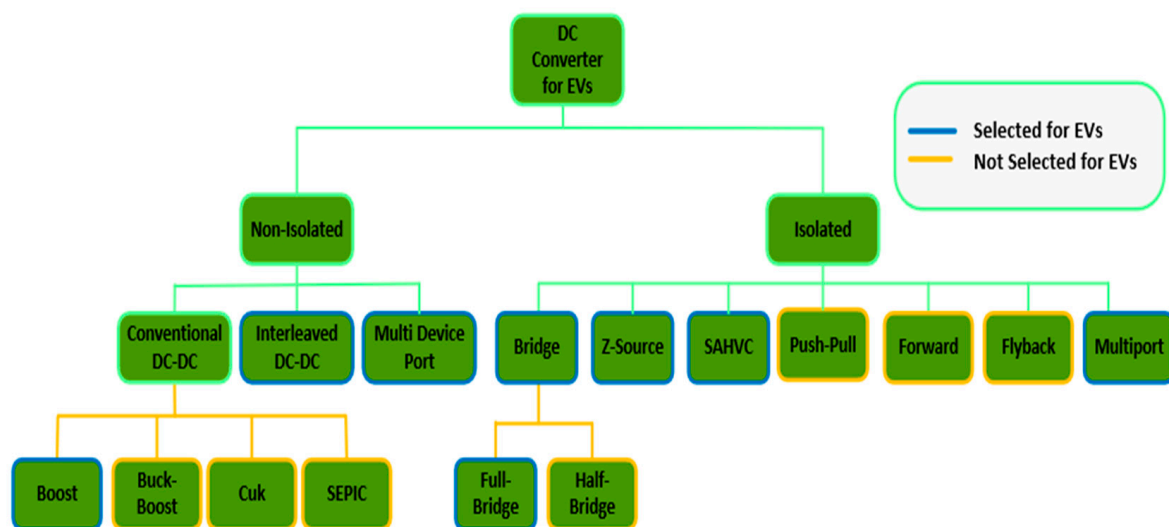 DC
Converter
for EVs
Selected for EVs
Not Selected for EVs
Non-Isolated
Isolated
Conventional
DC-DC
Interleaved
DC-DC
Multi Device
Port
Bridge
Z-Source
SAHVC
Push-Pull
Forward
Flyback
Multiport
Boost
Buck-
Boost
Cuk
SEPIC
Full-
Bridge
Half-
Bridge